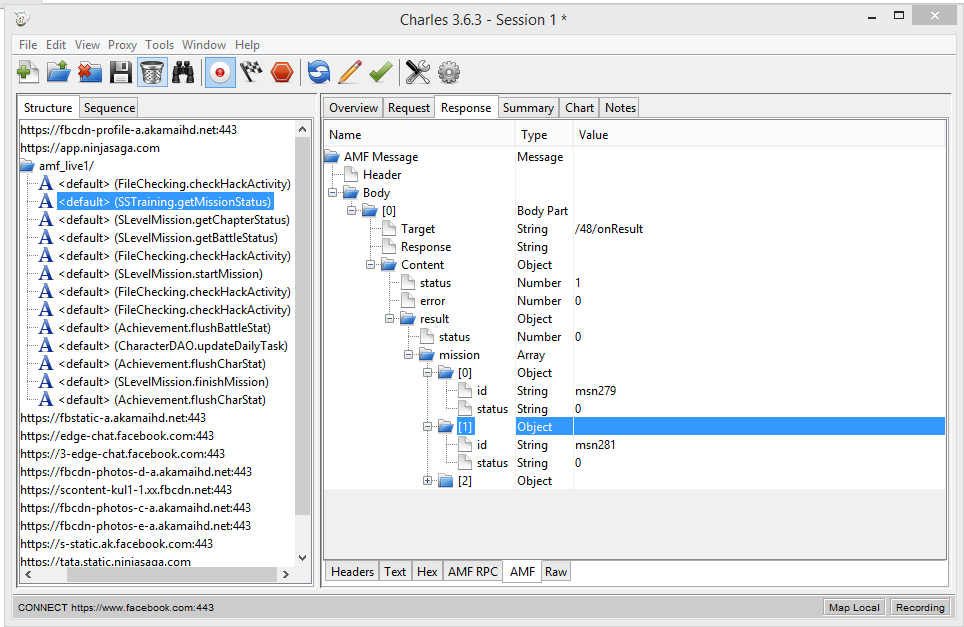 Charles 3.6.3 - Session 1 *
File Edit View Proxy Tools Window Help
Structure Sequence
https://fbcdn-profile-a.akamaihd.net:443
https://app.ninjasaga.com
amf_live1/
A <default> (FileChecking.checkHackActivity)
A <default> (SSTraining.getMissionStatus)
A <default> (SLevelMission.getChapterStatus)
A <default> (SLevelMission.getBattleStatus)
A <default> (FileChecking.checkHackActivity)
A <default> (SLevelMission.startMission)
A <default> (FileChecking.checkHackActivity)
A <default> (FileChecking.checkHackActivity)
A <default> (Achievement.flushBattleStat)
A <default> (CharacterDAO.updateDailyTask)
A <default> (Achievement.flushCharStat)
A <default> (SLevelMission.finishMission)
A <default> (Achievement.flushCharStat)
https://fbstatic-a.akamaihd.net:443
https://edge-chat.facebook.com:443
https://3-edge-chat.facebook.com:443
https://fbcdn-photos-d-a.akamaihd.net:443
https://scontent-kul1-1.xx.fbcdn.net:443
https://fbcdn-photos-c-a.akamaihd.net:443
https://fbcdn-photos-e-a.akamaihd.net:443
https://s-static.ak.facebook.com:443
https://tata.static.ninjasaga.com
Overview Request Response Summary Chart Notes
Name Type Value
AMF Message Message
Header
Body
[0] Body Part
Target String /48/onResult
Response String
Content Object
status Number 1
error Number 0
result Object
status Number 0
mission Array
[0] Object
id String msn279
status String 0
[1] Object
id String msn281
status String 0
[2] Object
Headers Text Hex AMF RPC AMF Raw
CONNECT https://www.facebook.com:443
Map Local Recording